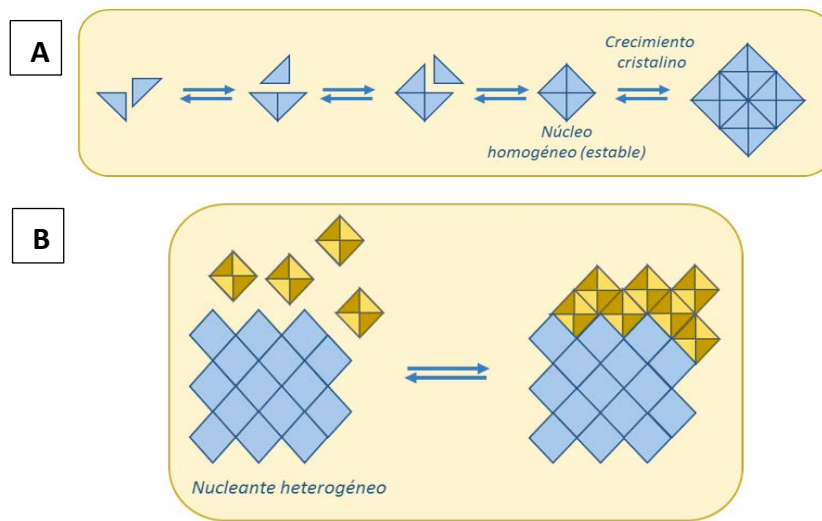 A
Crecimiento
cristalino
Núcleo
homogéneo (estable)
B
Nucleante heterogéneo